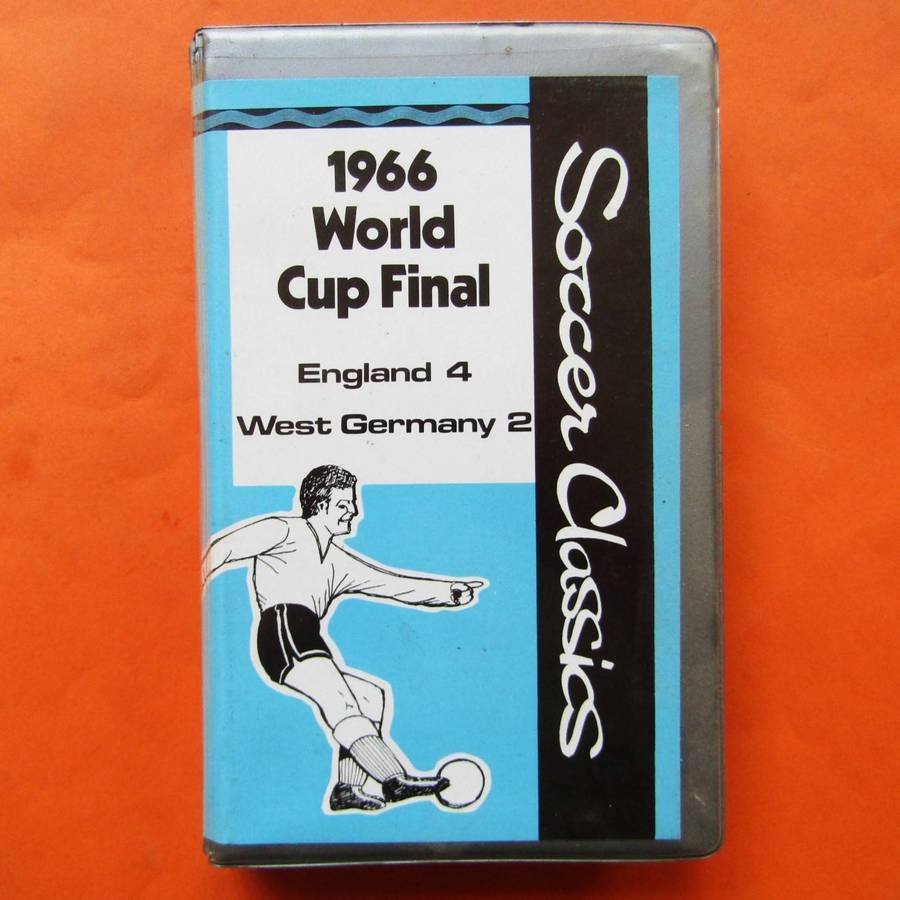 1966
World
Cup Final
England 4
West Germany 2
Soccer Classics